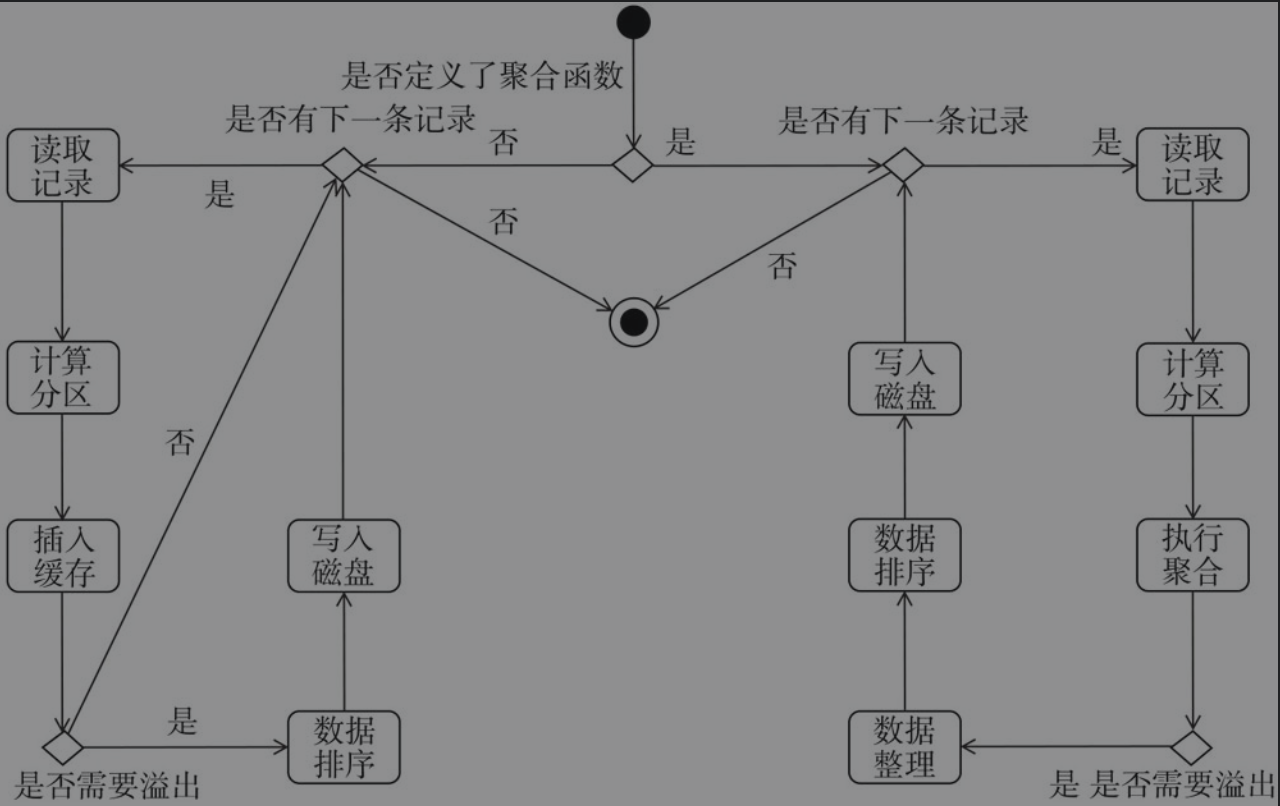 是否定义了聚合函数
是否有下一条记录
是否有下一条记录
否
是
是
读取
记录
是
读取
记录
否
否
计算
分区
写入
磁盘
计算
分区
否
插入
缓存
写入
磁盘
数据
排序
执行
聚合
是
数据
排序
数据
整理
是否需要溢出
是 是否需要溢出